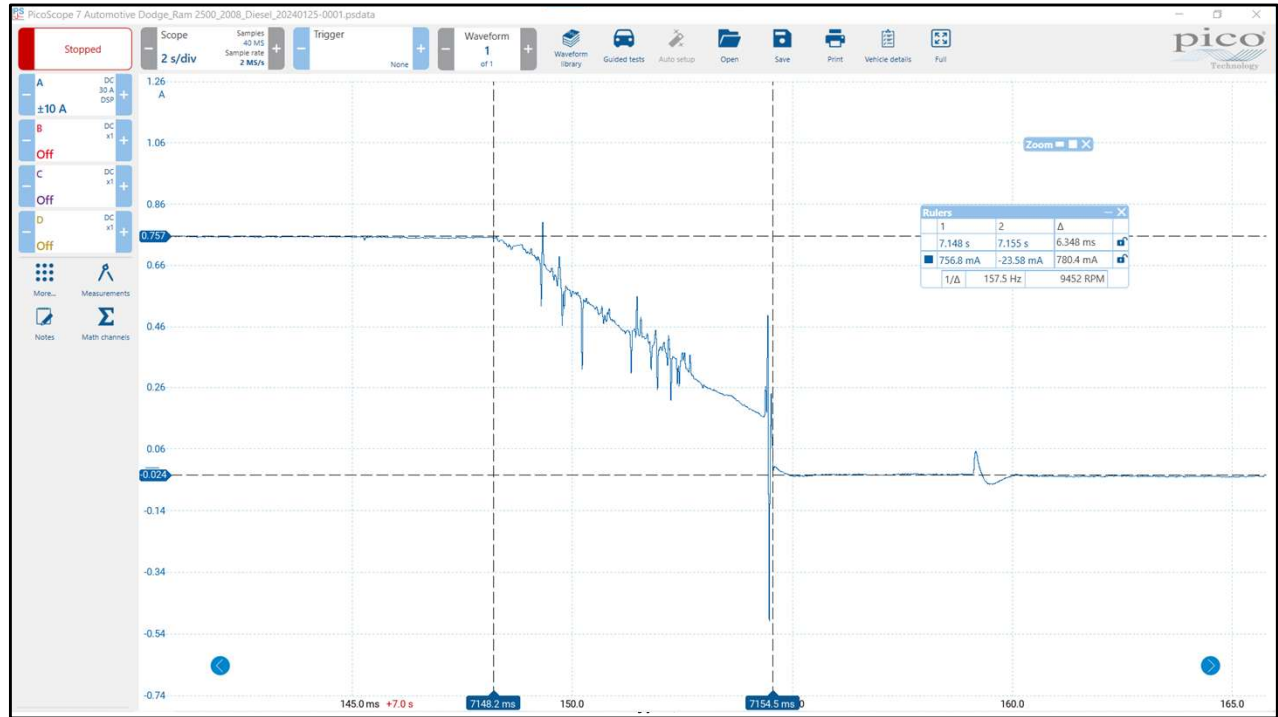 PicoScope 7 Automotive Dodge_Ram 2500_2008_Diesel_20240125-0001.psdata
Stopped
Scope
2 s/div
Samples
40 MS
Sample rate
2 MS/s
Trigger
None
Waveform
1
of 1
Waveform
library
Guided tests
Auto setup
Open
Save
Print
Vehicle details
Full
pico
Technology
A
±10 A
DC
30 A
DSP
B
Off
DC
x1
C
Off
DC
x1
D
Off
DC
x1
More...
Measurements
Notes
Math channels
1.26
A
1.06
0.86
0.757
0.66
0.46
0.26
0.06
-0.024
-0.14
-0.34
-0.54
-0.74
Zoom
Rulers
1 2 Δ
7.148 s 7.155 s 6.348 ms
756.8 mA -23.58 mA 780.4 mA
1/Δ 157.5 Hz 9452 RPM
145.0 ms +7.0 s 7148.2 ms 150.0 7154.5 ms 160.0 165.0